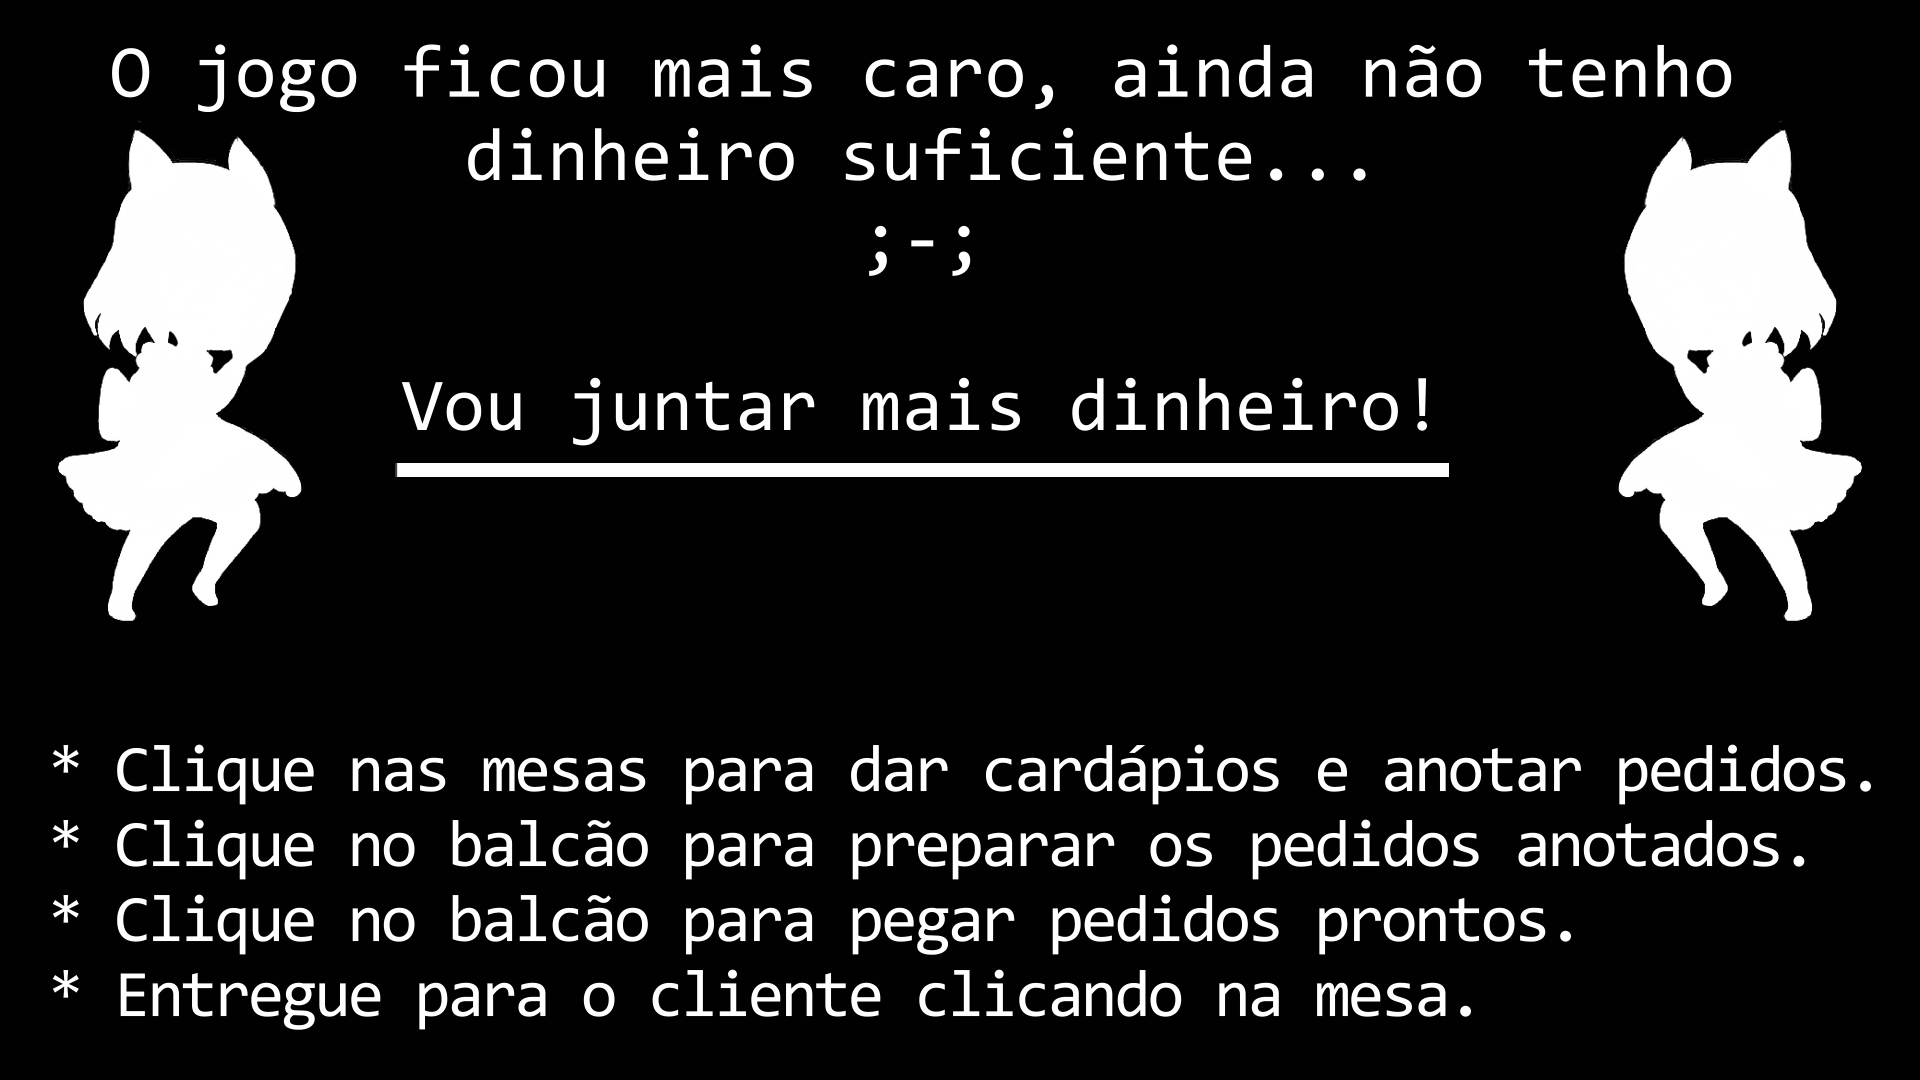 O jogo ficou mais caro, ainda não tenho
dinheiro suficiente...
;-;
Vou juntar mais dinheiro!
* Clique nas mesas para dar cardápios e anotar pedidos.
* Clique no balcão para preparar os pedidos anotados.
* Clique no balcão para pegar pedidos prontos.
* Entregue para o cliente clicando na mesa.